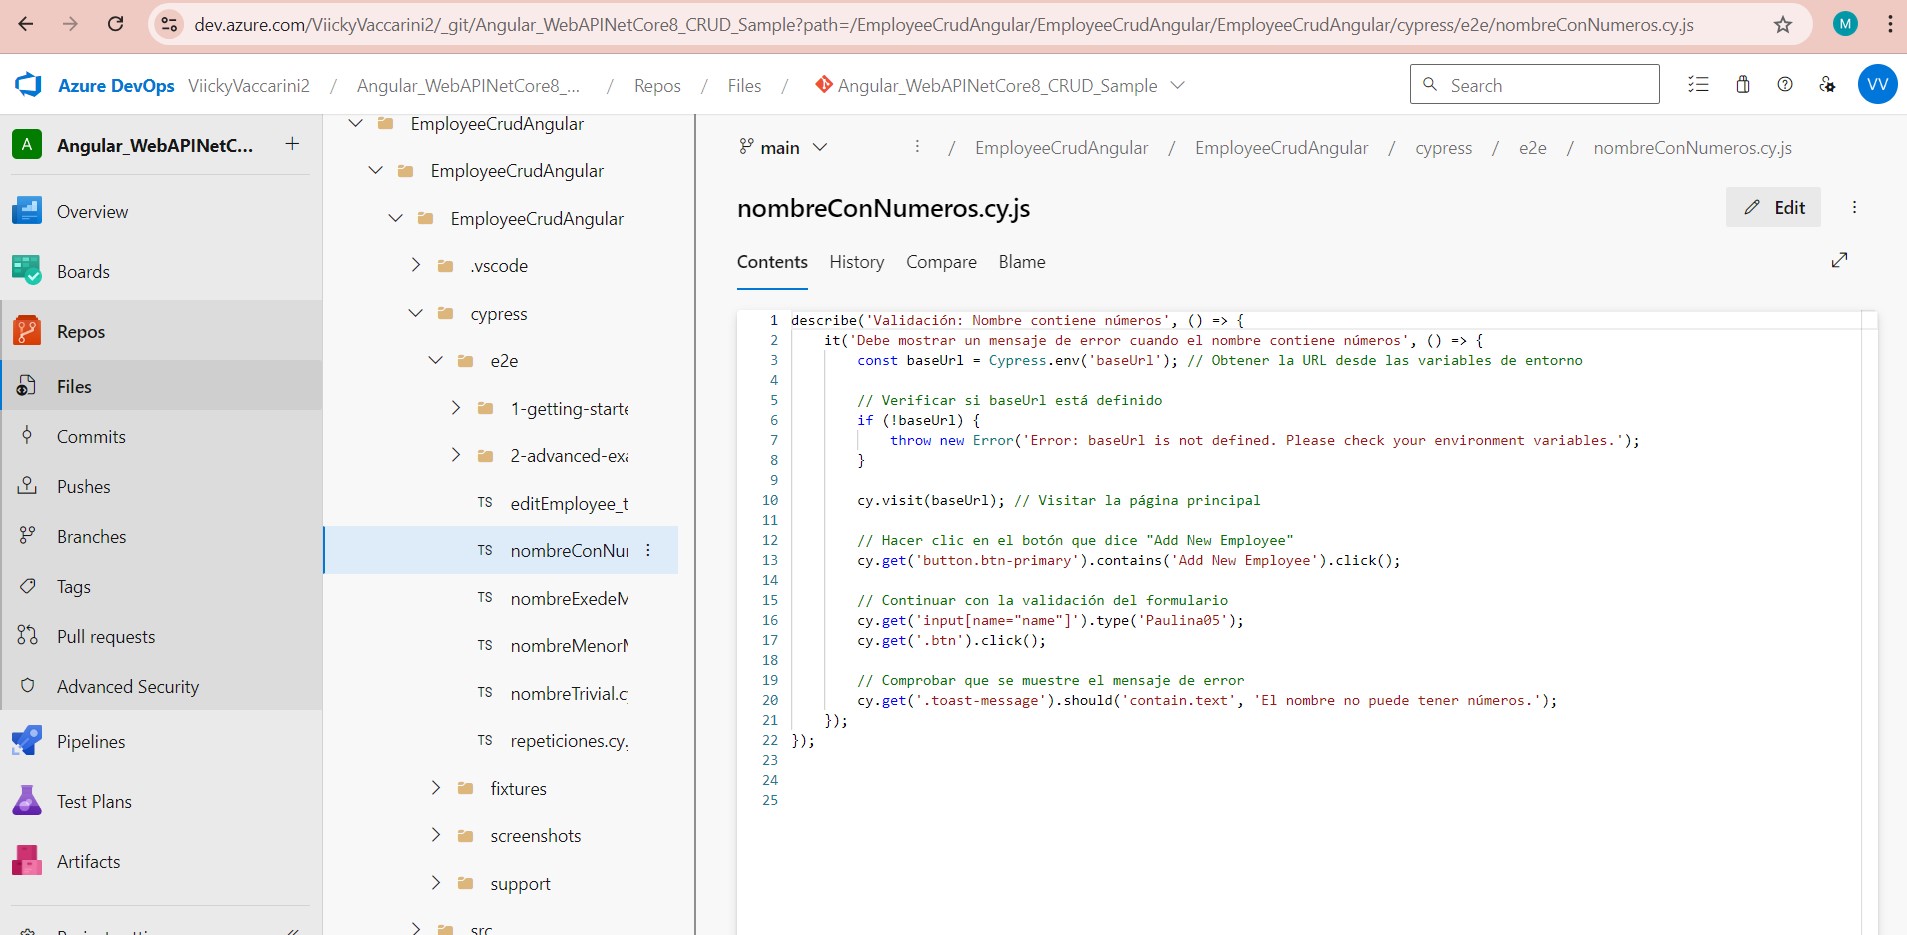 dev.azure.com/ViickyVaccarini2/_git/Angular_WebAPINetCore8_CRUD_Sample?path=/EmployeeCrudAngular/EmployeeCrudAngular/EmployeeCrudAngular/cypress/e2e/nombreConNumeros.cy.js
M
Azure DevOps ViickyVaccarini2 / Angular_WebAPINetCore8_... / Repos / Files / Angular_WebAPINetCore8_CRUD_Sample
Search
VV
A Angular_WebAPINetC... +
Overview
Boards
Repos
Files
Commits
Pushes
Branches
Tags
Pull requests
Advanced Security
Pipelines
Test Plans
Artifacts
EmployeeCrudAngular
EmployeeCrudAngular
EmployeeCrudAngular
.vscode
cypress
e2e
1-getting-starte
2-advanced-exa
TS editEmployee_t
TS nombreConNur
TS nombreExedeM
TS nombreMenorM
TS nombreTrivial.c
TS repeticiones.cy.
fixtures
screenshots
support
src
main / EmployeeCrudAngular / EmployeeCrudAngular / cypress / e2e / nombreConNumeros.cy.js
nombreConNumeros.cy.js
Edit
Contents History Compare Blame
1 describe('Validación: Nombre contiene números', () => {
2 it('Debe mostrar un mensaje de error cuando el nombre contiene números', () => {
3 const baseUrl = Cypress.env('baseUrl'); // Obtener la URL desde las variables de entorno
4
5 // Verificar si baseUrl está definido
6 if (!baseUrl) {
7 throw new Error('Error: baseUrl is not defined. Please check your environment variables.');
8 }
9
10 cy.visit(baseUrl); // Visitar la página principal
11
12 // Hacer clic en el botón que dice "Add New Employee"
13 cy.get('button.btn-primary').contains('Add New Employee').click();
14
15 // Continuar con la validación del formulario
16 cy.get('input[name="name"]').type('Paulina05');
17 cy.get('.btn').click();
18
19 // Comprobar que se muestre el mensaje de error
20 cy.get('.toast-message').should('contain.text', 'El nombre no puede tener números.');
21 });
22 });
23
24
25